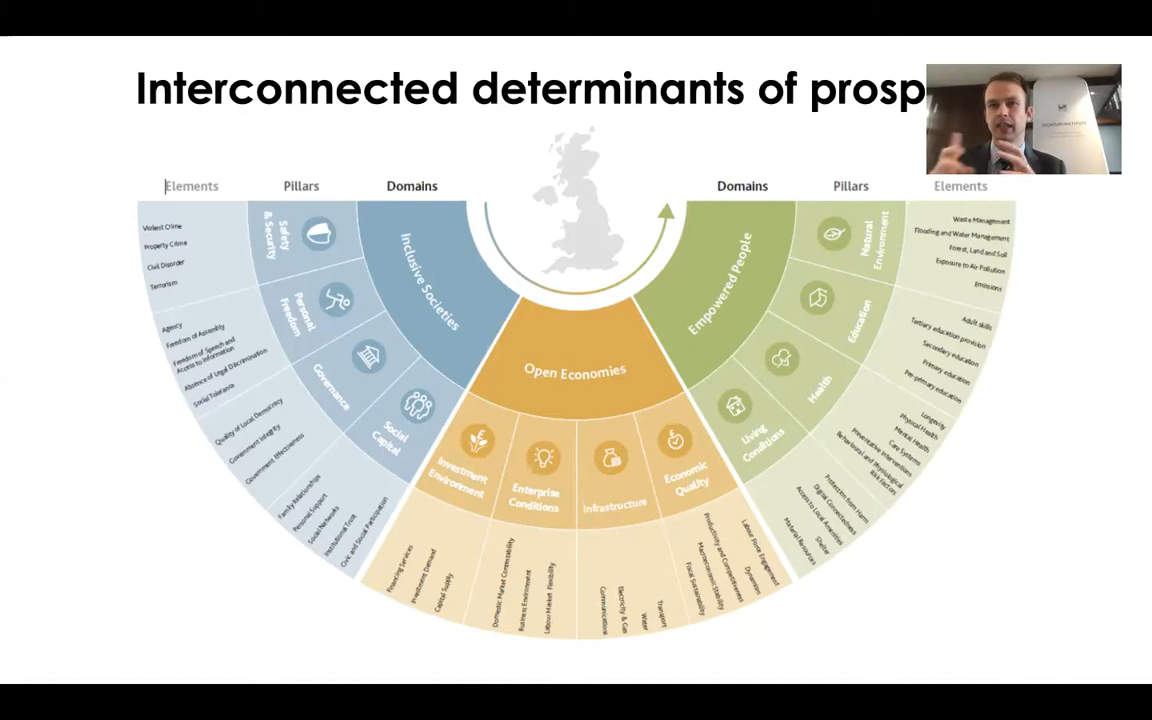 Interconnected determinants of prosp
Elements
Pillars
Domains
Domains
Pillars
Elements
Inclusive Societies
Safety
& Security
Violent Crime
Property Crime
Civil Disorder
Terrorism
Personal
Freedom
Agency
Freedom of Assembly
Freedom of Speech and
Access to Information
Absence of Legal Discrimination
Social Tolerance
Governance
Quality of Local Democracy
Government Integrity
Government Effectiveness
Social
Capital
Family Relationships
Personal Support
Social Networks
Institutional Trust
Civic and Social Participation
Open Economies
Investment
Environment
Financing Services
Investment Demand
Capital Supply
Enterprise
Conditions
Domestic Market Contestability
Business Environment
Labour Market Flexibility
Infrastructure
Communications
Electricity & Gas
Water
Transport
Economic
Quality
Fiscal Sustainability
Macroeconomic Stability
Productivity and Competitiveness
Dynamism
Labour Force Engagement
Empowered People
Living
Conditions
Material Resources
Shelter
Access to Local Amenities
Digital Connectedness
Protection from Harm
Health
Behavioural and Physiological
Risk Factors
Preventative Interventions
Care Systems
Mental Health
Physical Health
Longevity
Education
Pre-primary education
Primary education
Secondary education
Tertiary education provision
Adult skills
Natural
Environment
Emissions
Exposure to Air Pollution
Forest, Land and Soil
Flooding and Water Management
Waste Management